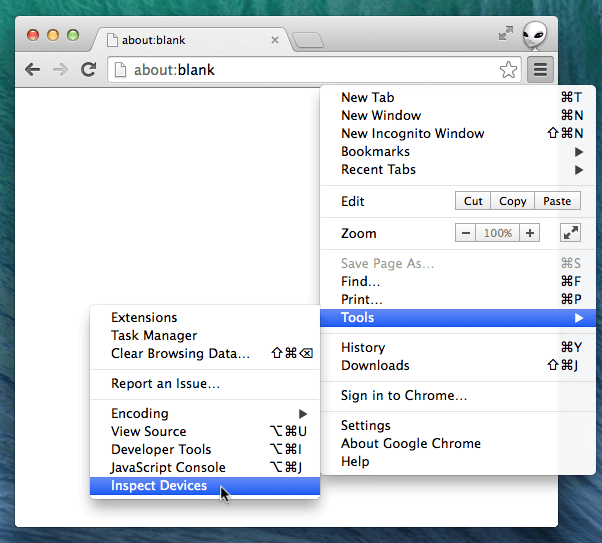 about:blank
about:blank
New Tab ⌘T
New Window ⌘N
New Incognito Window ⇧⌘N
Bookmarks ▶
Recent Tabs ▶
Edit Cut Copy Paste
Zoom − 100% +
Save Page As... ⌘S
Find... ⌘F
Print... ⌘P
Tools ▶
History ⌘Y
Downloads ⇧⌘J
Sign in to Chrome...
Settings
About Google Chrome
Help
Extensions
Task Manager
Clear Browsing Data... ⇧⌘⌫
Report an Issue...
Encoding ▶
View Source ⌥⌘U
Developer Tools ⌥⌘I
JavaScript Console ⌥⌘J
Inspect Devices